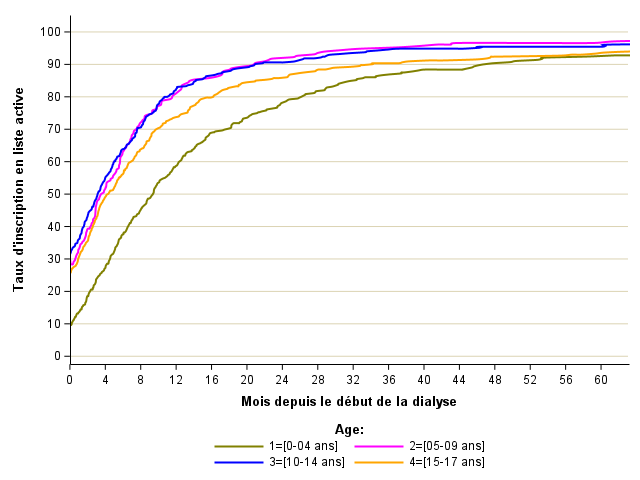 Taux d'inscription en liste active
100
90
80
70
60
50
40
30
20
10
0
0 4 8 12 16 20 24 28 32 36 40 44 48 52 56 60
Mois depuis le début de la dialyse
Age:
1=[0-04 ans] 2=[05-09 ans]
3=[10-14 ans] 4=[15-17 ans]